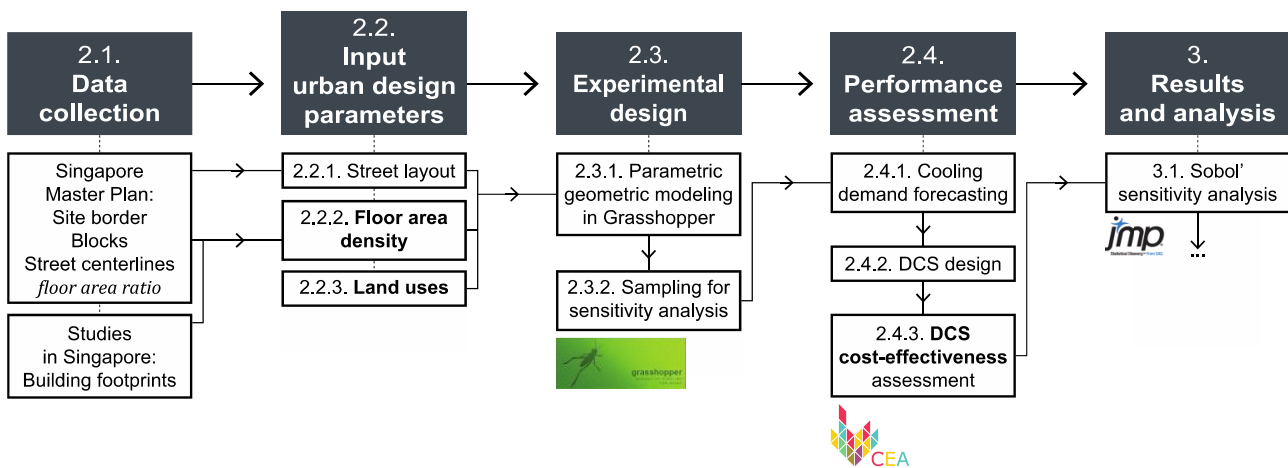 2.1.
Data
collection
2.2.
Input
urban design
parameters
2.3.
Experimental
design
2.4.
Performance
assessment
3.
Results
and analysis
Singapore
Master Plan:
Site border
Blocks
Street centerlines
floor area ratio
Studies
in Singapore:
Building footprints
2.2.1. Street layout
2.2.2. Floor area
density
2.2.3. Land uses
2.3.1. Parametric
geometric modeling
in Grasshopper
2.3.2. Sampling for
sensitivity analysis
grasshopper
2.4.1. Cooling
demand forecasting
2.4.2. DCS design
2.4.3. DCS
cost-effectiveness
assessment
CEA
3.1. Sobol'
sensitivity analysis
jmp
...